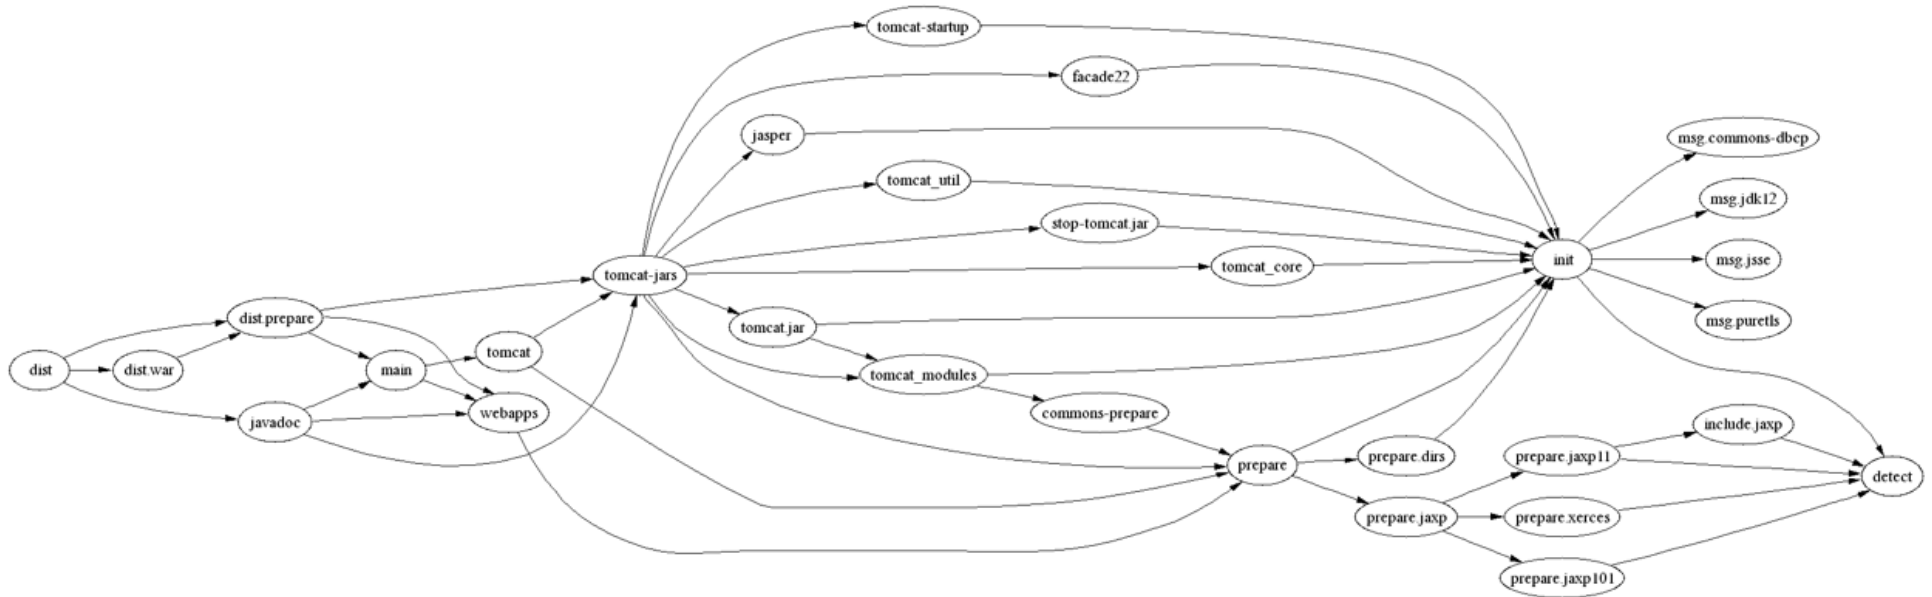 tomcat-startup
facade22
jasper
msg.commons-dbcp
tomcat_util
msg.jdk12
stop-tomcat.jar
init
msg.jsse
tomcat_core
tomcat-jars
dist.prepare
msg.puretls
tomcat.jar
tomcat
dist
dist.war
main
tomcat_modules
webapps
commons-prepare
javadoc
include.jaxp
prepare
prepare.dirs
prepare.jaxp11
detect
prepare.jaxp
prepare.xerces
prepare.jaxp101